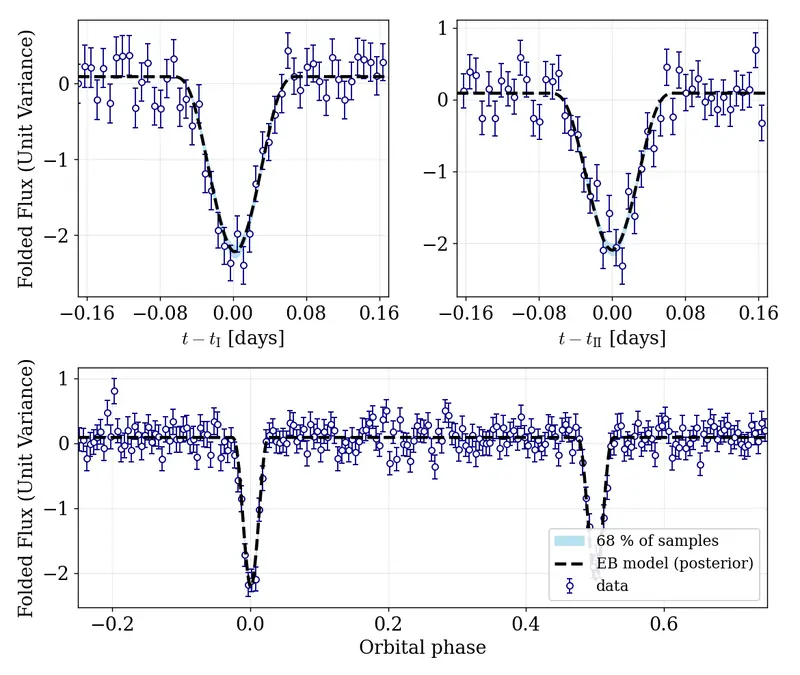 Folded Flux (Unit Variance)
0
−1
−2
−0.16 −0.08 0.00 0.08 0.16
t − tI [days]
1
0
−1
−2
−0.16 −0.08 0.00 0.08 0.16
t − tII [days]
Folded Flux (Unit Variance)
1
0
−1
−2
68 % of samples
EB model (posterior)
data
−0.2 0.0 0.2 0.4 0.6
Orbital phase